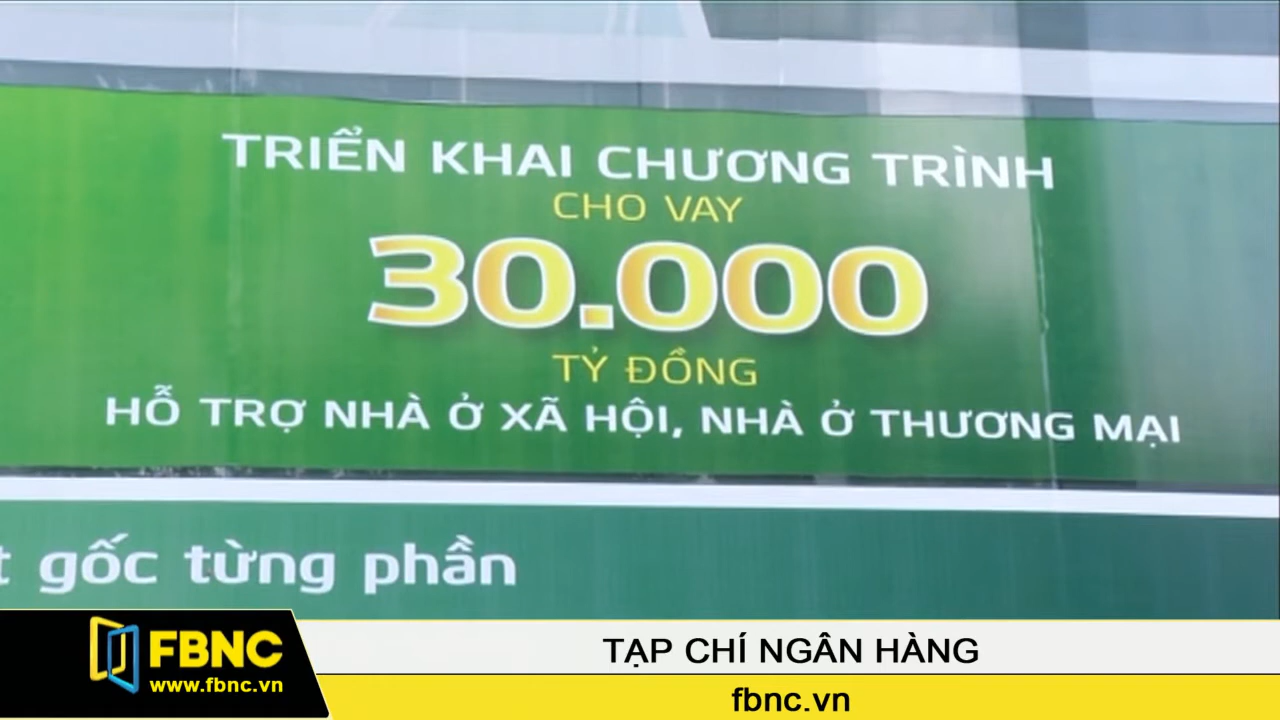 TRIỂN KHAI CHƯƠNG TRÌNH
CHO VAY
30.000
TỶ ĐỒNG
HỖ TRỢ NHÀ Ở XÃ HỘI, NHÀ Ở THƯƠNG MẠI
gốc từng phần
FBNC
www.fbnc.vn
TẠP CHÍ NGÂN HÀNG
fbnc.vn